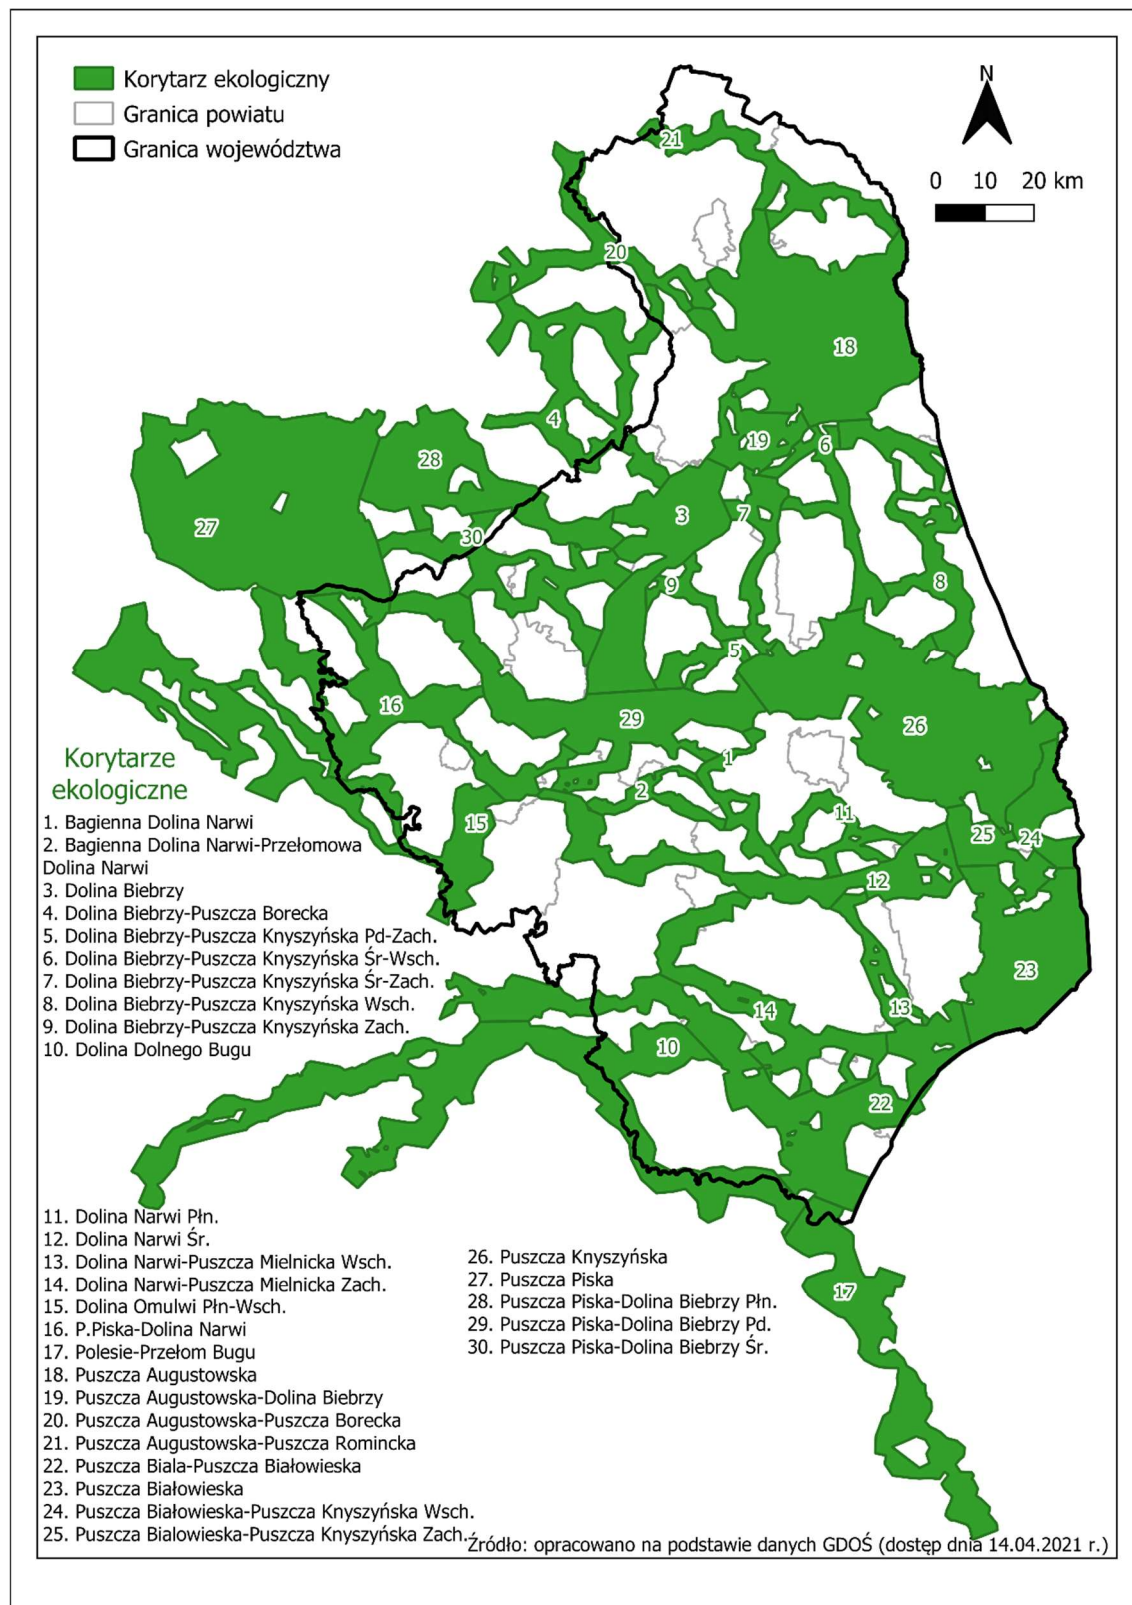 Korytarz ekologiczny
Granica powiatu
Granica województwa
N
0 10 20 km
21
20
18
4
19
6
28
3
7
27
30
9
8
5
16
29
26
1
2
15
11
25
24
12
23
13
14
10
22
17
Korytarze
ekologiczne
1. Bagienna Dolina Narwi
2. Bagienna Dolina Narwi-Przełomowa
Dolina Narwi
3. Dolina Biebrzy
4. Dolina Biebrzy-Puszcza Borecka
5. Dolina Biebrzy-Puszcza Knyszyńska Pd-Zach.
6. Dolina Biebrzy-Puszcza Knyszyńska Śr-Wsch.
7. Dolina Biebrzy-Puszcza Knyszyńska Śr-Zach.
8. Dolina Biebrzy-Puszcza Knyszyńska Wsch.
9. Dolina Biebrzy-Puszcza Knyszyńska Zach.
10. Dolina Dolnego Bugu
11. Dolina Narwi Płn.
12. Dolina Narwi Śr.
13. Dolina Narwi-Puszcza Mielnicka Wsch.
14. Dolina Narwi-Puszcza Mielnicka Zach.
15. Dolina Omulwi Płn-Wsch.
16. P.Piska-Dolina Narwi
17. Polesie-Przełom Bugu
18. Puszcza Augustowska
19. Puszcza Augustowska-Dolina Biebrzy
20. Puszcza Augustowska-Puszcza Borecka
21. Puszcza Augustowska-Puszcza Romincka
22. Puszcza Biala-Puszcza Białowieska
23. Puszcza Białowieska
24. Puszcza Białowieska-Puszcza Knyszyńska Wsch.
25. Puszcza Bialowieska-Puszcza Knyszyńska Zach.
26. Puszcza Knyszyńska
27. Puszcza Piska
28. Puszcza Piska-Dolina Biebrzy Płn.
29. Puszcza Piska-Dolina Biebrzy Pd.
30. Puszcza Piska-Dolina Biebrzy Śr.
Źródło: opracowano na podstawie danych GDOŚ (dostęp dnia 14.04.2021 r.)